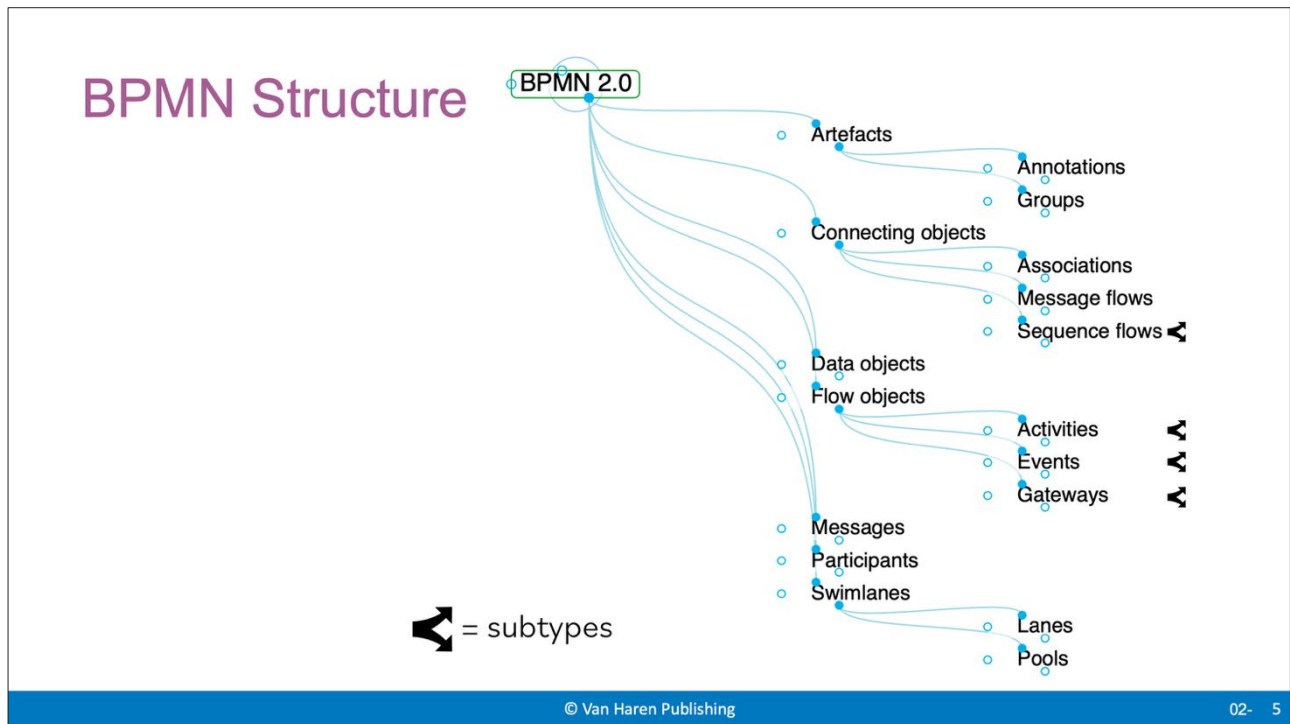 BPMN Structure
BPMN 2.0
Artefacts
Annotations
Groups
Connecting objects
Associations
Message flows
Sequence flows
Data objects
Flow objects
Activities
Events
Gateways
Messages
Participants
Swimlanes
Lanes
Pools
= subtypes
© Van Haren Publishing
02- 5